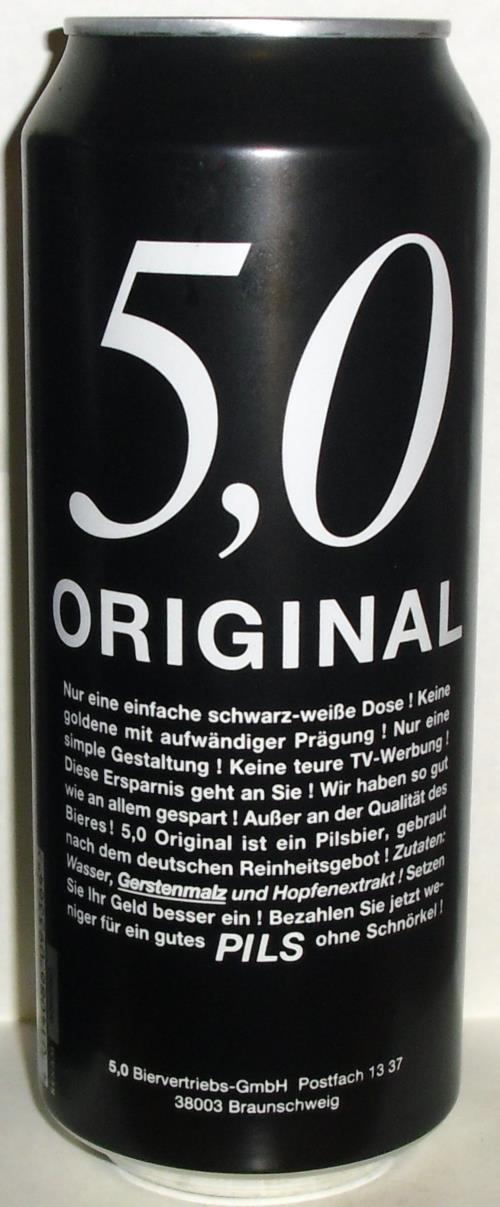 5,0
ORIGINAL
Nur eine einfache schwarz-weiße Dose ! Keine
goldene mit aufwändiger Prägung ! Nur eine
simple Gestaltung ! Keine teure TV-Werbung !
Diese Ersparnis geht an Sie ! Wir haben so gut
wie an allem gespart ! Außer an der Qualität des
Bieres! 5,0 Original ist ein Pilsbier, gebraut
nach dem deutschen Reinheitsgebot ! Zutaten:
Wasser, Gerstenmalz und Hopfenextrakt ! Setzen
Sie Ihr Geld besser ein ! Bezahlen Sie jetzt we-
niger für ein gutes PILS ohne Schnörkel !
5,0 Biervertriebs-GmbH Postfach 13 37
38003 Braunschweig